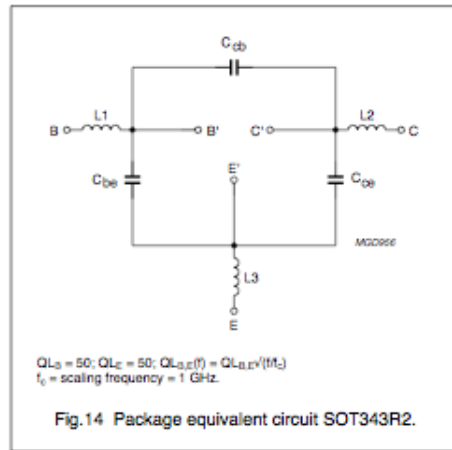 Ccb
L1
L2
B
B'
C'
C
Cbe
E'
Cce
MGD956
L3
E
QLB = 50; QLE = 50; QLB,E(f) = QLB,E√(f/fc)
fc = scaling frequency = 1 GHz.
Fig.14 Package equivalent circuit SOT343R2.